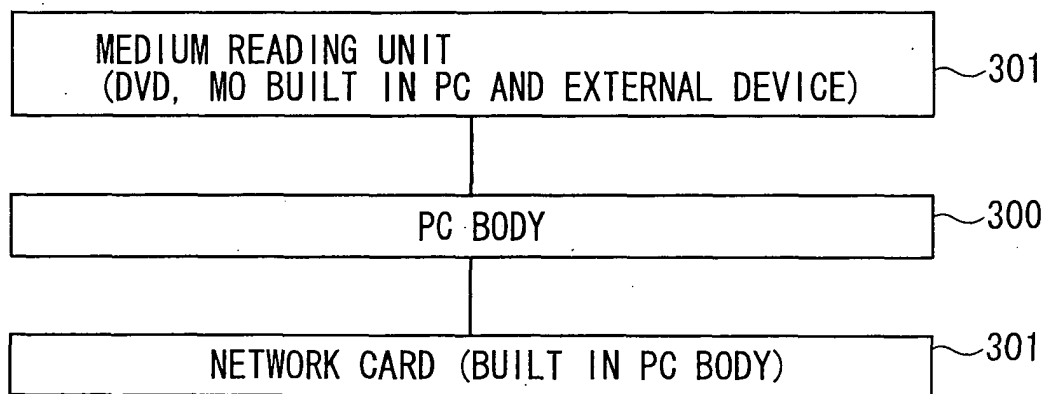 MEDIUM READING UNIT
(DVD, MO BUILT IN PC AND EXTERNAL DEVICE)
301
PC BODY
300
NETWORK CARD (BUILT IN PC BODY)
301